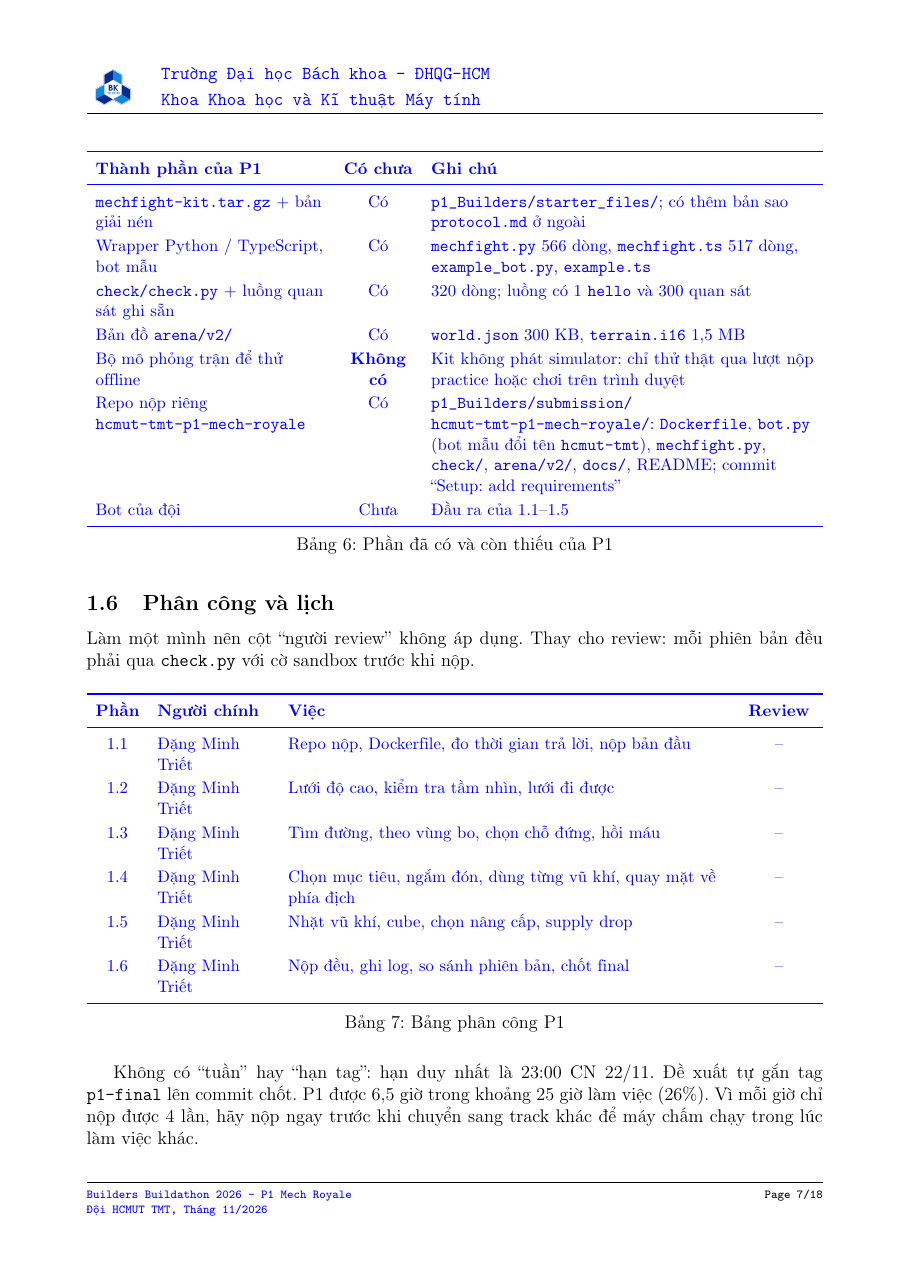 BK
Trường Đại học Bách khoa - ĐHQG-HCM
Khoa Khoa học và Kĩ thuật Máy tính
Thành phần của P1 Có chưa Ghi chú
mechfight-kit.tar.gz + bản Có p1_Builders/starter_files/; có thêm bản sao
giải nén protocol.md ở ngoài
Wrapper Python / TypeScript, Có mechfight.py 566 dòng, mechfight.ts 517 dòng,
bot mẫu example_bot.py, example.ts
check/check.py + luồng quan Có 320 dòng; luồng có 1 hello và 300 quan sát
sát ghi sẵn
Bản đồ arena/v2/ Có world.json 300 KB, terrain.i16 1,5 MB
Bộ mô phỏng trận để thử Không Kit không phát simulator: chỉ thử thật qua lượt nộp
offline có practice hoặc chơi trên trình duyệt
Repo nộp riêng Có p1_Builders/submission/
hcmut-tmt-p1-mech-royale hcmut-tmt-p1-mech-royale/: Dockerfile, bot.py
(bot mẫu đổi tên hcmut-tmt), mechfight.py,
check/, arena/v2/, docs/, README; commit
“Setup: add requirements”
Bot của đội Chưa Đầu ra của 1.1–1.5
Bảng 6: Phần đã có và còn thiếu của P1
1.6 Phân công và lịch
Làm một mình nên cột “người review” không áp dụng. Thay cho review: mỗi phiên bản đều
phải qua check.py với cờ sandbox trước khi nộp.
Phần Người chính Việc Review
1.1 Đặng Minh Repo nộp, Dockerfile, đo thời gian trả lời, nộp bản đầu –
Triết
1.2 Đặng Minh Lưới độ cao, kiểm tra tầm nhìn, lưới đi được –
Triết
1.3 Đặng Minh Tìm đường, theo vùng bo, chọn chỗ đứng, hồi máu –
Triết
1.4 Đặng Minh Chọn mục tiêu, ngắm đón, dùng từng vũ khí, quay mặt về –
Triết phía địch
1.5 Đặng Minh Nhặt vũ khí, cube, chọn nâng cấp, supply drop –
Triết
1.6 Đặng Minh Nộp đều, ghi log, so sánh phiên bản, chốt final –
Triết
Bảng 7: Bảng phân công P1
Không có “tuần” hay “hạn tag”: hạn duy nhất là 23:00 CN 22/11. Đề xuất tự gắn tag
p1-final lên commit chốt. P1 được 6,5 giờ trong khoảng 25 giờ làm việc (26%). Vì mỗi giờ chỉ
nộp được 4 lần, hãy nộp ngay trước khi chuyển sang track khác để máy chấm chạy trong lúc
làm việc khác.
Builders Buildathon 2026 - P1 Mech Royale Page 7/18
Đội HCMUT TMT, Tháng 11/2026